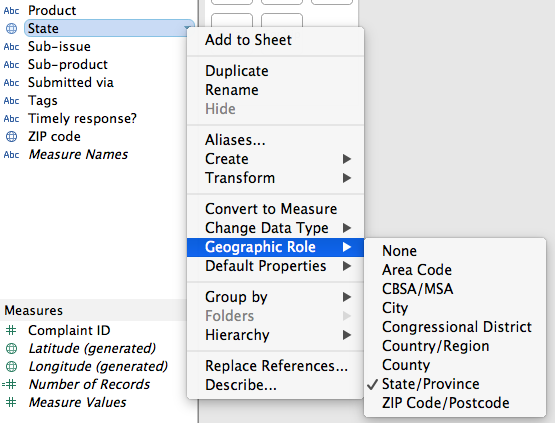 Abc Product
State
Abc Sub-issue
Abc Sub-product
Abc Submitted via
Abc Tags
Abc Timely response?
ZIP code
Abc Measure Names
Measures
# Complaint ID
Latitude (generated)
Longitude (generated)
=# Number of Records
# Measure Values
Add to Sheet
Duplicate
Rename
Hide
Aliases...
Create
Transform
Convert to Measure
Change Data Type
Geographic Role
Default Properties
Group by
Folders
Hierarchy
Replace References...
Describe...
None
Area Code
CBSA/MSA
City
Congressional District
Country/Region
County
✓ State/Province
ZIP Code/Postcode